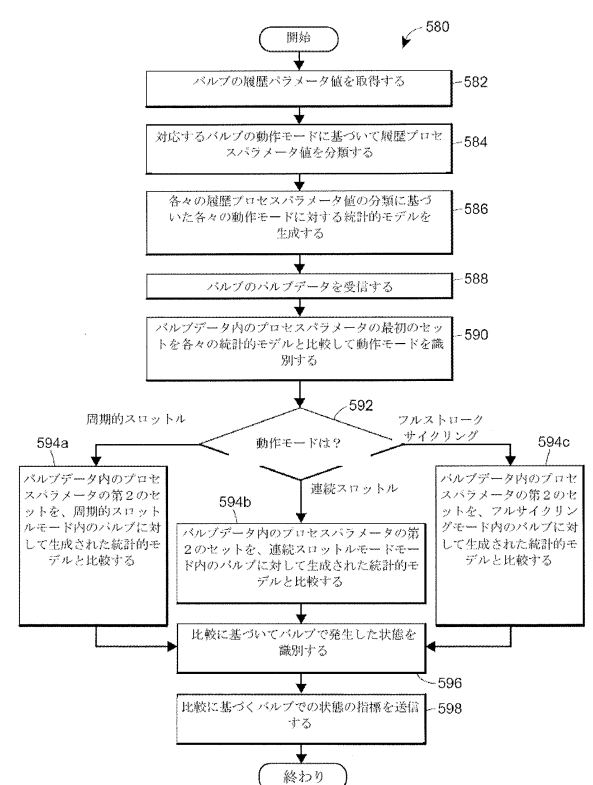 開始
580
バルブの履歴パラメータ値を取得する
582
対応するバルブの動作モードに基づいて履歴プロセ
スパラメータ値を分類する
584
各々の履歴プロセスパラメータ値の分類に基づ
いた各々の動作モードに対する統計的モデルを
生成する
586
バルブのバルブデータを受信する
588
バルブデータ内のプロセスパラメータの最初のセッ
トを各々の統計的モデルと比較して動作モードを識
別する
590
592
動作モードは?
周期的スロットル
フルストローク
サイクリング
連続スロットル
594a
バルブデータ内のプロセ
スパラメータの第2のセ
ットを、周期的スロット
ルモード内のバルブに対
して生成された統計的モ
デルと比較する
594b
バルブデータ内のプロセスパラメータの第
2のセットを、連続スロットルモードモー
ド内のバルブに対して生成された統計的モ
デルと比較する
594c
バルブデータ内のプロセ
スパラメータの第2のセ
ットを、フルサイクリン
グモード内のバルブに対
して生成された統計的モ
デルと比較する
比較に基づいてバルブで発生した状態を
識別する
596
比較に基づくバルブでの状態の指標を送信
する
598
終わり